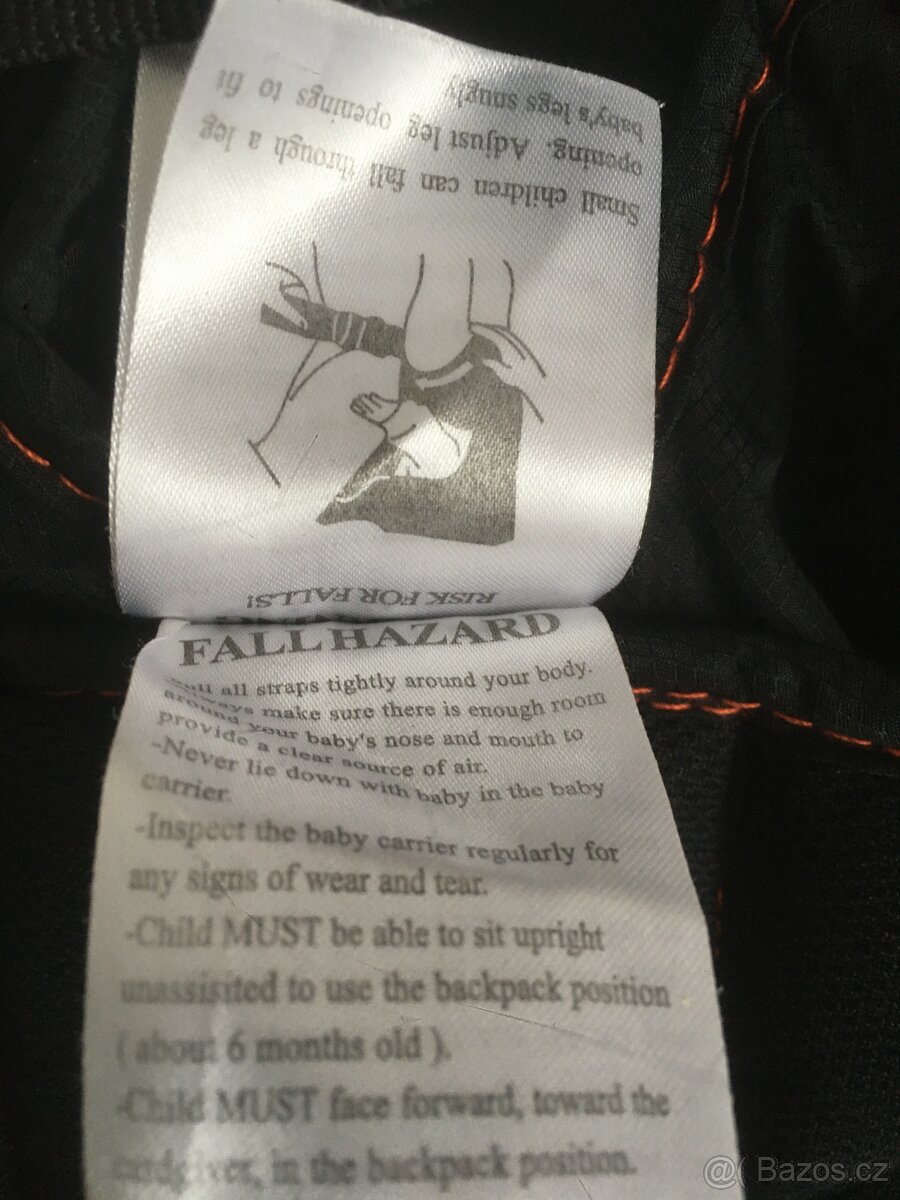 Small children can fall through a leg
opening. Adjust leg openings to fit
baby's legs snugly
RISK FOR FALLS!
FALL HAZARD
all straps tightly around your body.
always make sure there is enough room
around your baby's nose and mouth to
provide a clear source of air.
-Never lie down with baby in the baby
carrier.
-Inspect the baby carrier regularly for
any signs of wear and tear.
-Child MUST be able to sit upright
unassisited to use the backpack position
( about 6 months old ).
-Child MUST face forward, toward the
in the backpack position.
@( Bazos.cz